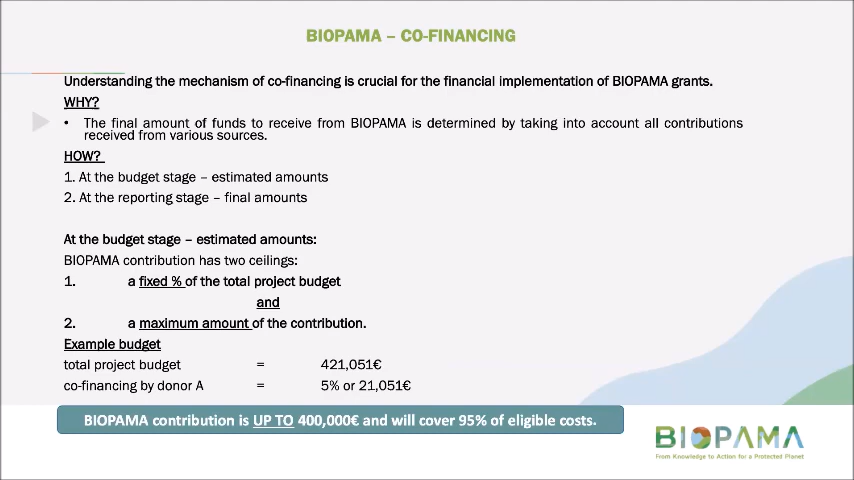 BIOPAMA – CO-FINANCING
Understanding the mechanism of co-financing is crucial for the financial implementation of BIOPAMA grants.
WHY?
• The final amount of funds to receive from BIOPAMA is determined by taking into account all contributions
received from various sources.
HOW?
1. At the budget stage – estimated amounts
2. At the reporting stage – final amounts
At the budget stage – estimated amounts:
BIOPAMA contribution has two ceilings:
1. a fixed % of the total project budget
and
2. a maximum amount of the contribution.
Example budget
total project budget = 421,051€
co-financing by donor A = 5% or 21,051€
BIOPAMA contribution is UP TO 400,000€ and will cover 95% of eligible costs.
BIOPAMA
From Knowledge to Action for a Protected Planet